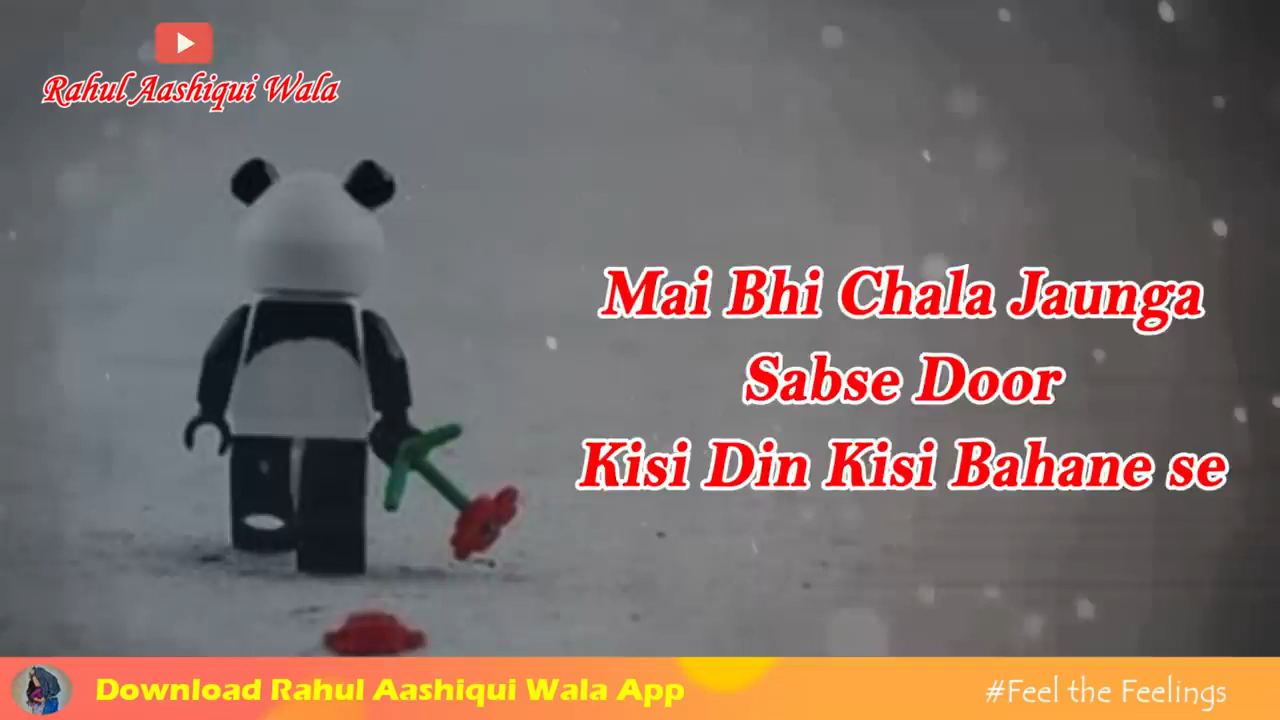 Rahul Aashiqui Wala
Mai Bhi Chala Jaunga
Sabse Door
Kisi Din Kisi Bahane se
Download Rahul Aashiqui Wala App
#Feel the Feelings